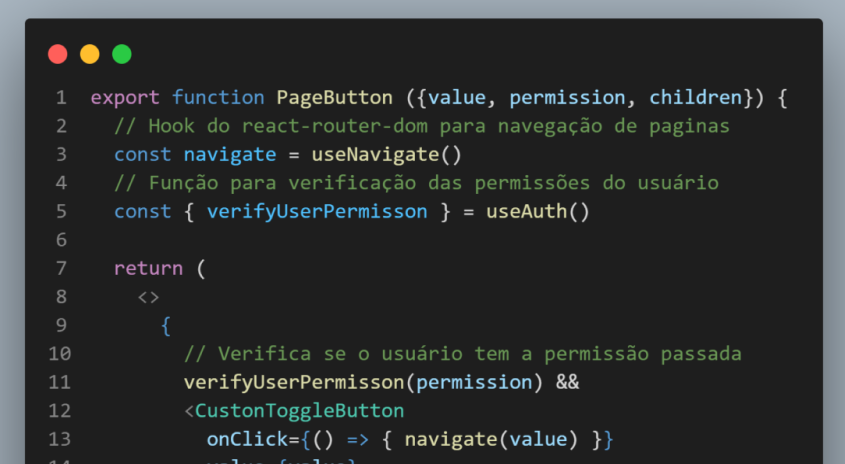 1 export function PageButton ({value, permission, children}) {
2 // Hook do react-router-dom para navegação de paginas
3 const navigate = useNavigate()
4 // Função para verificação das permissões do usuário
5 const { verifyUserPermisson } = useAuth()
6
7 return (
8 <>
9 {
10 // Verifica se o usuário tem a permissão passada
11 verifyUserPermisson(permission) &&
12 <CustonToggleButton
13 onClick={() => { navigate(value) }}